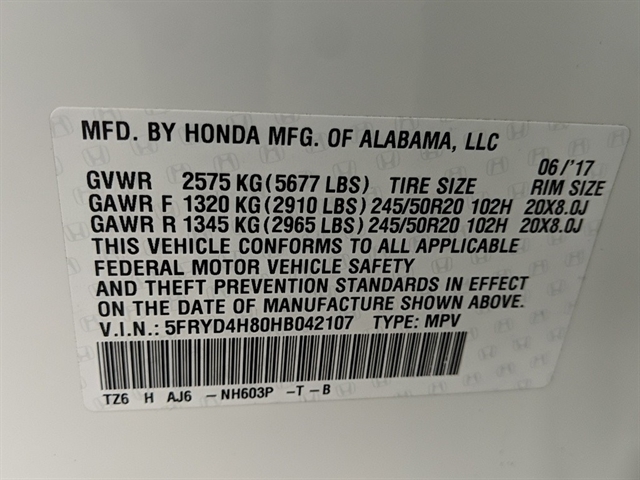 MFD. BY HONDA MFG. OF ALABAMA, LLC
06/'17
GVWR 2575 KG (5677 LBS) TIRE SIZE RIM SIZE
GAWR F 1320 KG (2910 LBS) 245/50R20 102H 20X8.0J
GAWR R 1345 KG (2965 LBS) 245/50R20 102H 20X8.0J
THIS VEHICLE CONFORMS TO ALL APPLICABLE
FEDERAL MOTOR VEHICLE SAFETY
AND THEFT PREVENTION STANDARDS IN EFFECT
ON THE DATE OF MANUFACTURE SHOWN ABOVE.
V.I.N.: 5FRYD4H80HB042107 TYPE: MPV
TZ6 H AJ6 -NH603P -T-B